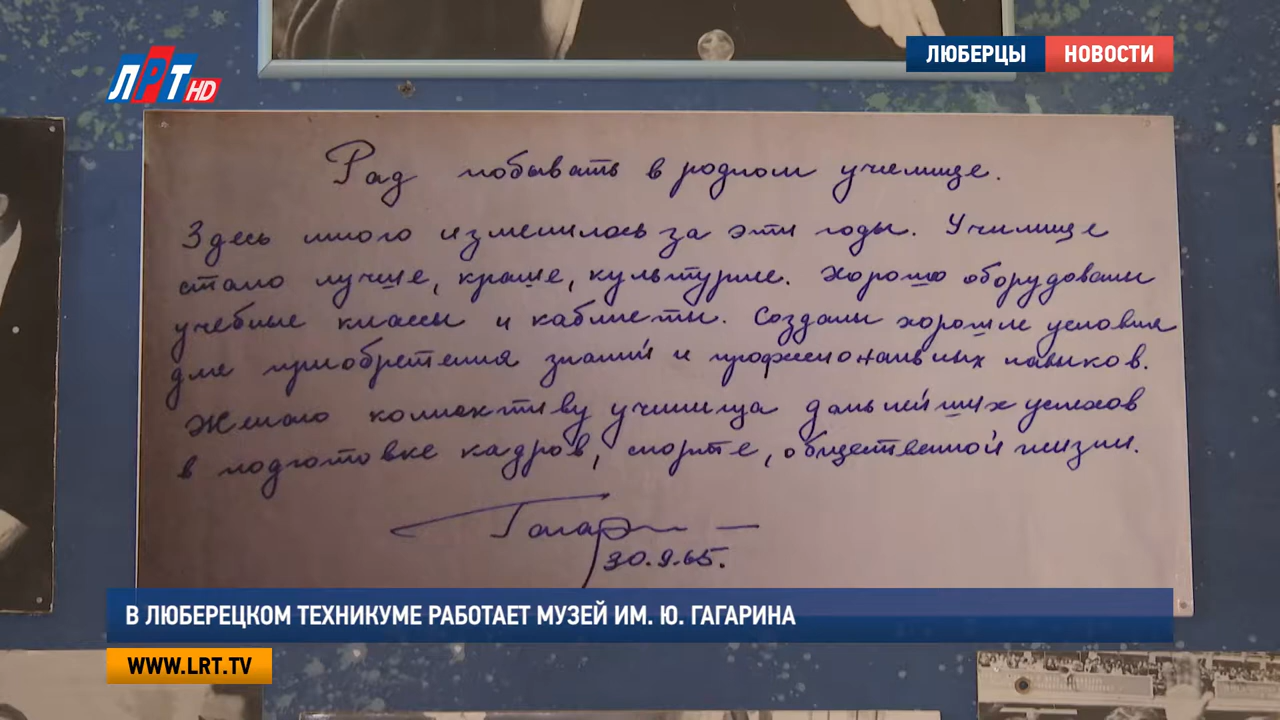 ЛРТ HD
ЛЮБЕРЦЫ НОВОСТИ
Рад побывать в родном училище.
Здесь много изменилось за эти годы. Училище
стало лучше, краше, культурнее. Хорошо оборудованы
учебные классы и кабинеты. Созданы хорошие условия
для приобретения знаний и профессиональных навыков.
Желаю коллективу училища дальнейших успехов
в подготовке кадров, спорте, общественной жизни.
Гагарин
30.9.65.
В ЛЮБЕРЕЦКОМ ТЕХНИКУМЕ РАБОТАЕТ МУЗЕЙ ИМ. Ю. ГАГАРИНА
WWW.LRT.TV